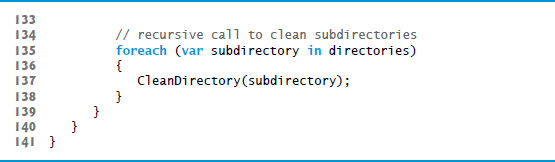 133
134 // recursive call to clean subdirectories
135 foreach (var subdirectory in directories)
136 {
137 CleanDirectory(subdirectory);
138 }
139 }
140 }
141 }